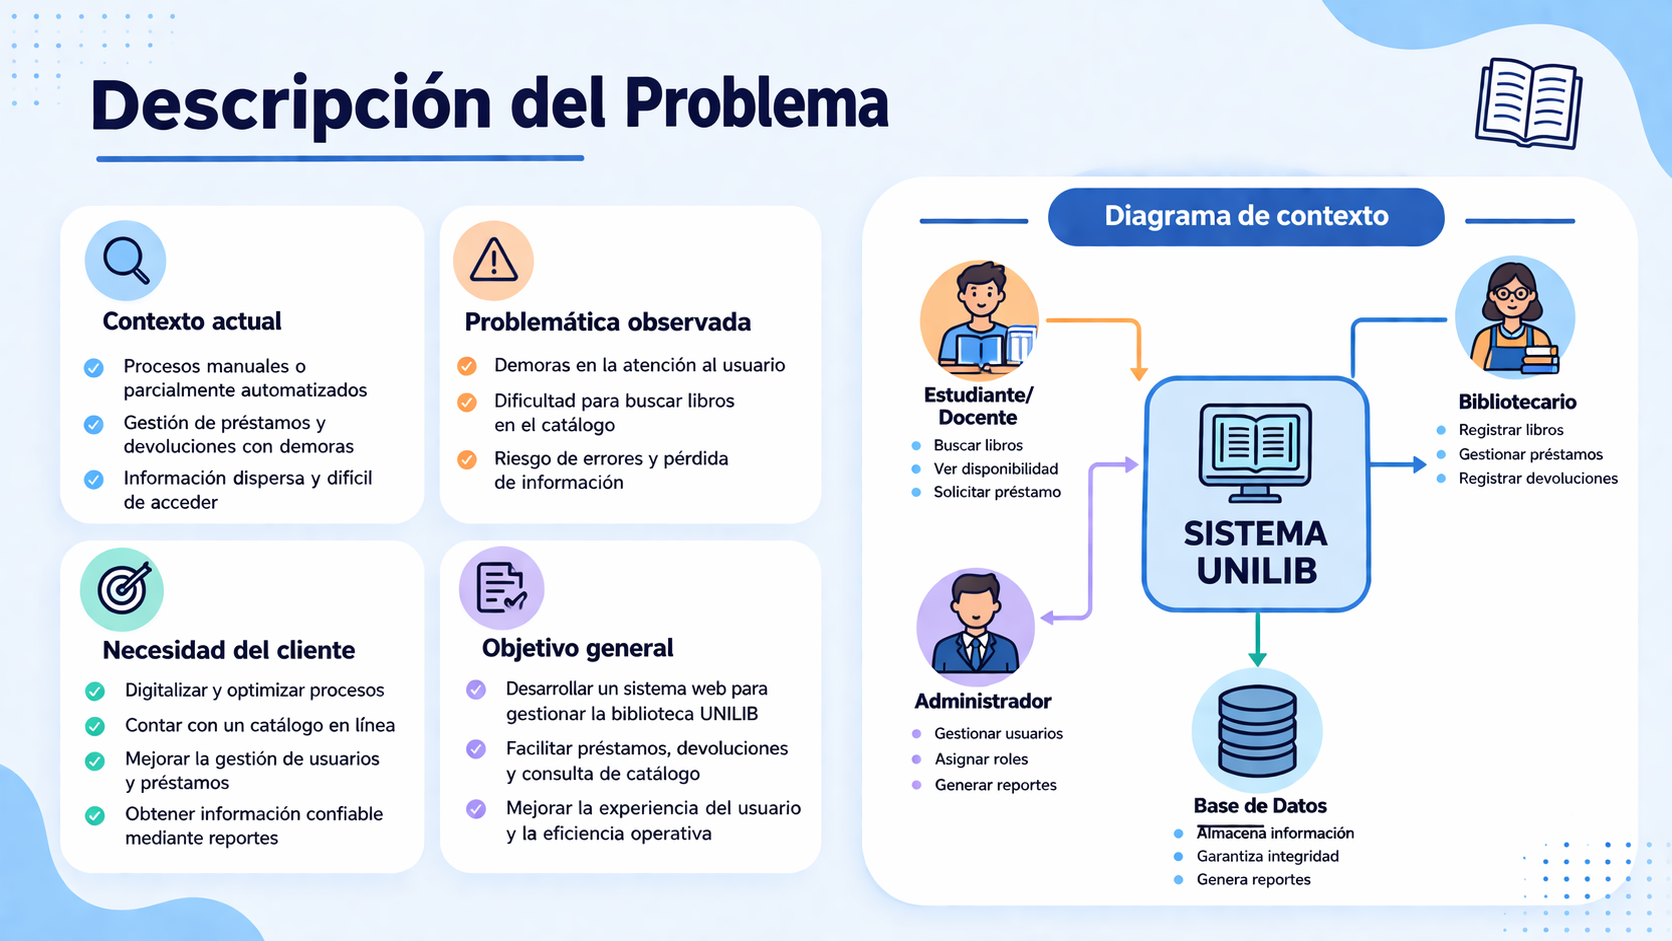 Descripción del Problema
Contexto actual
Procesos manuales o
parcialmente automatizados
Gestión de préstamos y
devoluciones con demoras
Información dispersa y difícil
de acceder
Problemática observada
Demoras en la atención al usuario
Dificultad para buscar libros
en el catálogo
Riesgo de errores y pérdida
de información
Necesidad del cliente
Digitalizar y optimizar procesos
Contar con un catálogo en línea
Mejorar la gestión de usuarios
y préstamos
Obtener información confiable
mediante reportes
Objetivo general
Desarrollar un sistema web para
gestionar la biblioteca UNILIB
Facilitar préstamos, devoluciones
y consulta de catálogo
Mejorar la experiencia del usuario
y la eficiencia operativa
Diagrama de contexto
Estudiante/
Docente
Buscar libros
Ver disponibilidad
Solicitar préstamo
Bibliotecario
Registrar libros
Gestionar préstamos
Registrar devoluciones
SISTEMA
UNILIB
Administrador
Gestionar usuarios
Asignar roles
Generar reportes
Base de Datos
Almacena información
Garantiza integridad
Genera reportes